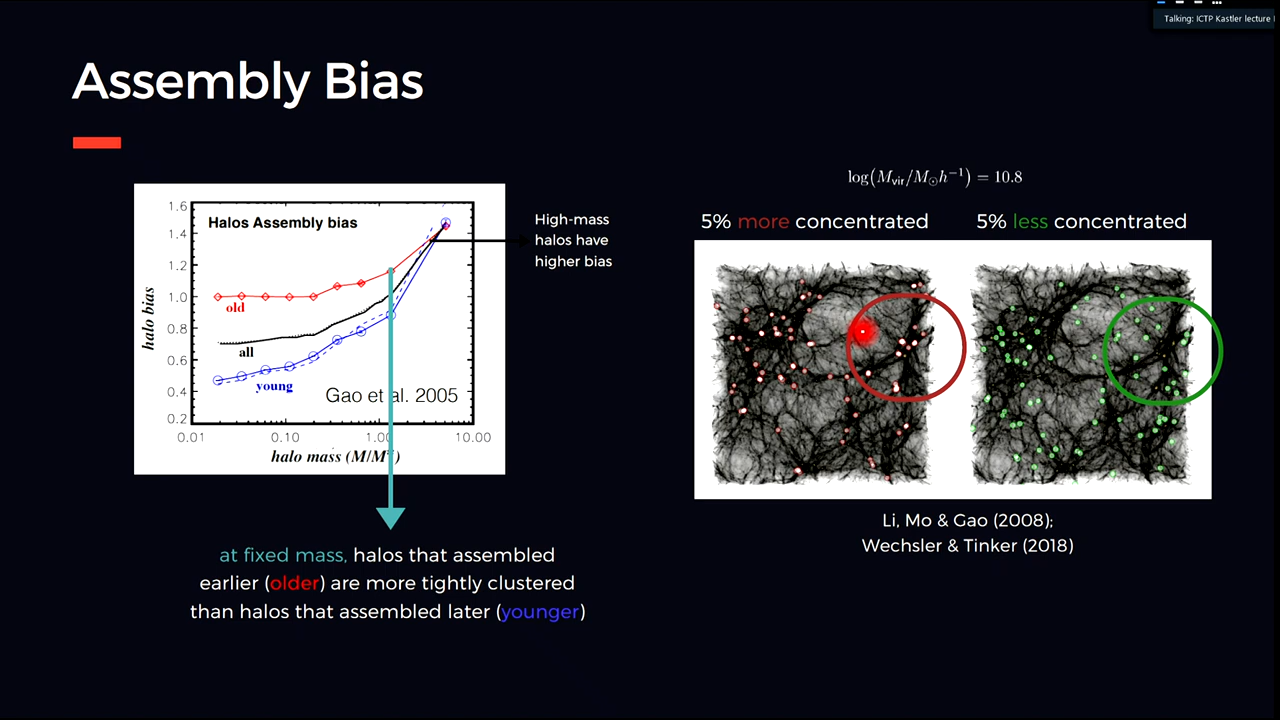 Talking: ICTP Kastler lecture
Assembly Bias
Halos Assembly bias
1.6
1.4
1.2
1.0
0.8
0.6
0.4
0.2
halo bias
old
all
young
Gao et al. 2005
0.01
0.10
1.00
10.00
halo mass (M/M*)
High-mass
halos have
higher bias
at fixed mass, halos that assembled
earlier (older) are more tightly clustered
than halos that assembled later (younger)
log(M_vir/M_⊙h⁻¹) = 10.8
5% more concentrated
5% less concentrated
Li, Mo & Gao (2008);
Wechsler & Tinker (2018)